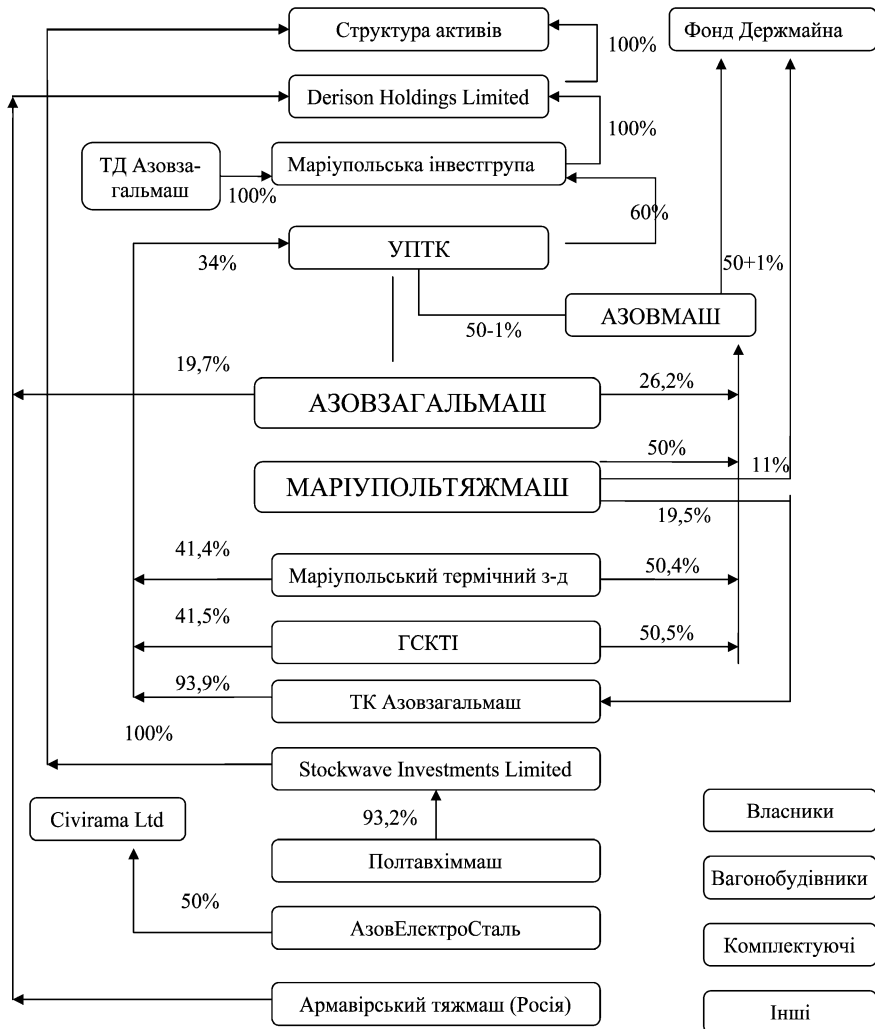 Структура активів
Фонд Держмайна
100%
Derison Holdings Limited
100%
ТД Азовза-
гальмаш
Маріупольська інвестгрупа
100%
60%
УПТК
34%
50+1%
АЗОВМАШ
50-1%
19,7%
АЗОВЗАГАЛЬМАШ
26,2%
50%
11%
МАРІУПОЛЬТЯЖМАШ
19,5%
41,4%
Маріупольський термічний з-д
50,4%
41,5%
ГСКТІ
50,5%
93,9%
ТК Азовзагальмаш
100%
Stockwave Investments Limited
Civirama Ltd
93,2%
Власники
Полтавхіммаш
Вагонобудівники
50%
АзовЕлектроСталь
Комплектуючі
Армавірський тяжмаш (Росія)
Інші